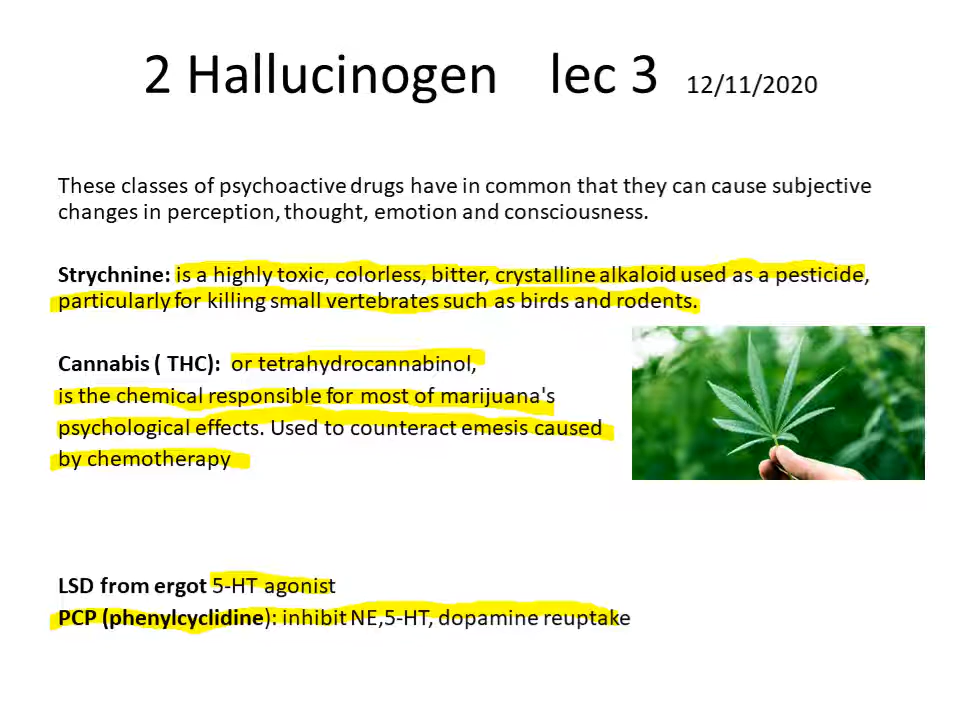 2 Hallucinogen lec 3 12/11/2020
These classes of psychoactive drugs have in common that they can cause subjective
changes in perception, thought, emotion and consciousness.
Strychnine: is a highly toxic, colorless, bitter, crystalline alkaloid used as a pesticide,
particularly for killing small vertebrates such as birds and rodents.
Cannabis ( THC): or tetrahydrocannabinol,
is the chemical responsible for most of marijuana's
psychological effects. Used to counteract emesis caused
by chemotherapy
LSD from ergot 5-HT agonist
PCP (phenylcyclidine): inhibit NE,5-HT, dopamine reuptake